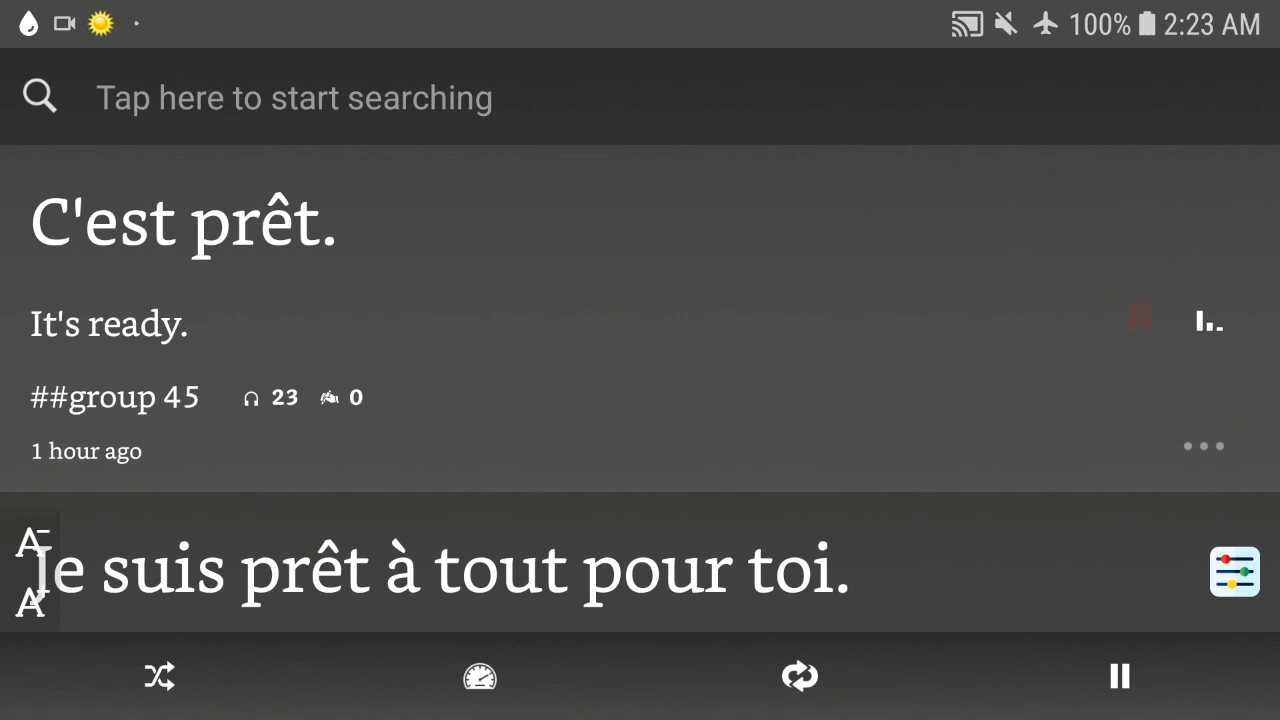 100% 2:23 AM
Tap here to start searching
C'est prêt.
It's ready.
##group 45 23 0
1 hour ago
A-
Je suis prêt à tout pour toi.
A+